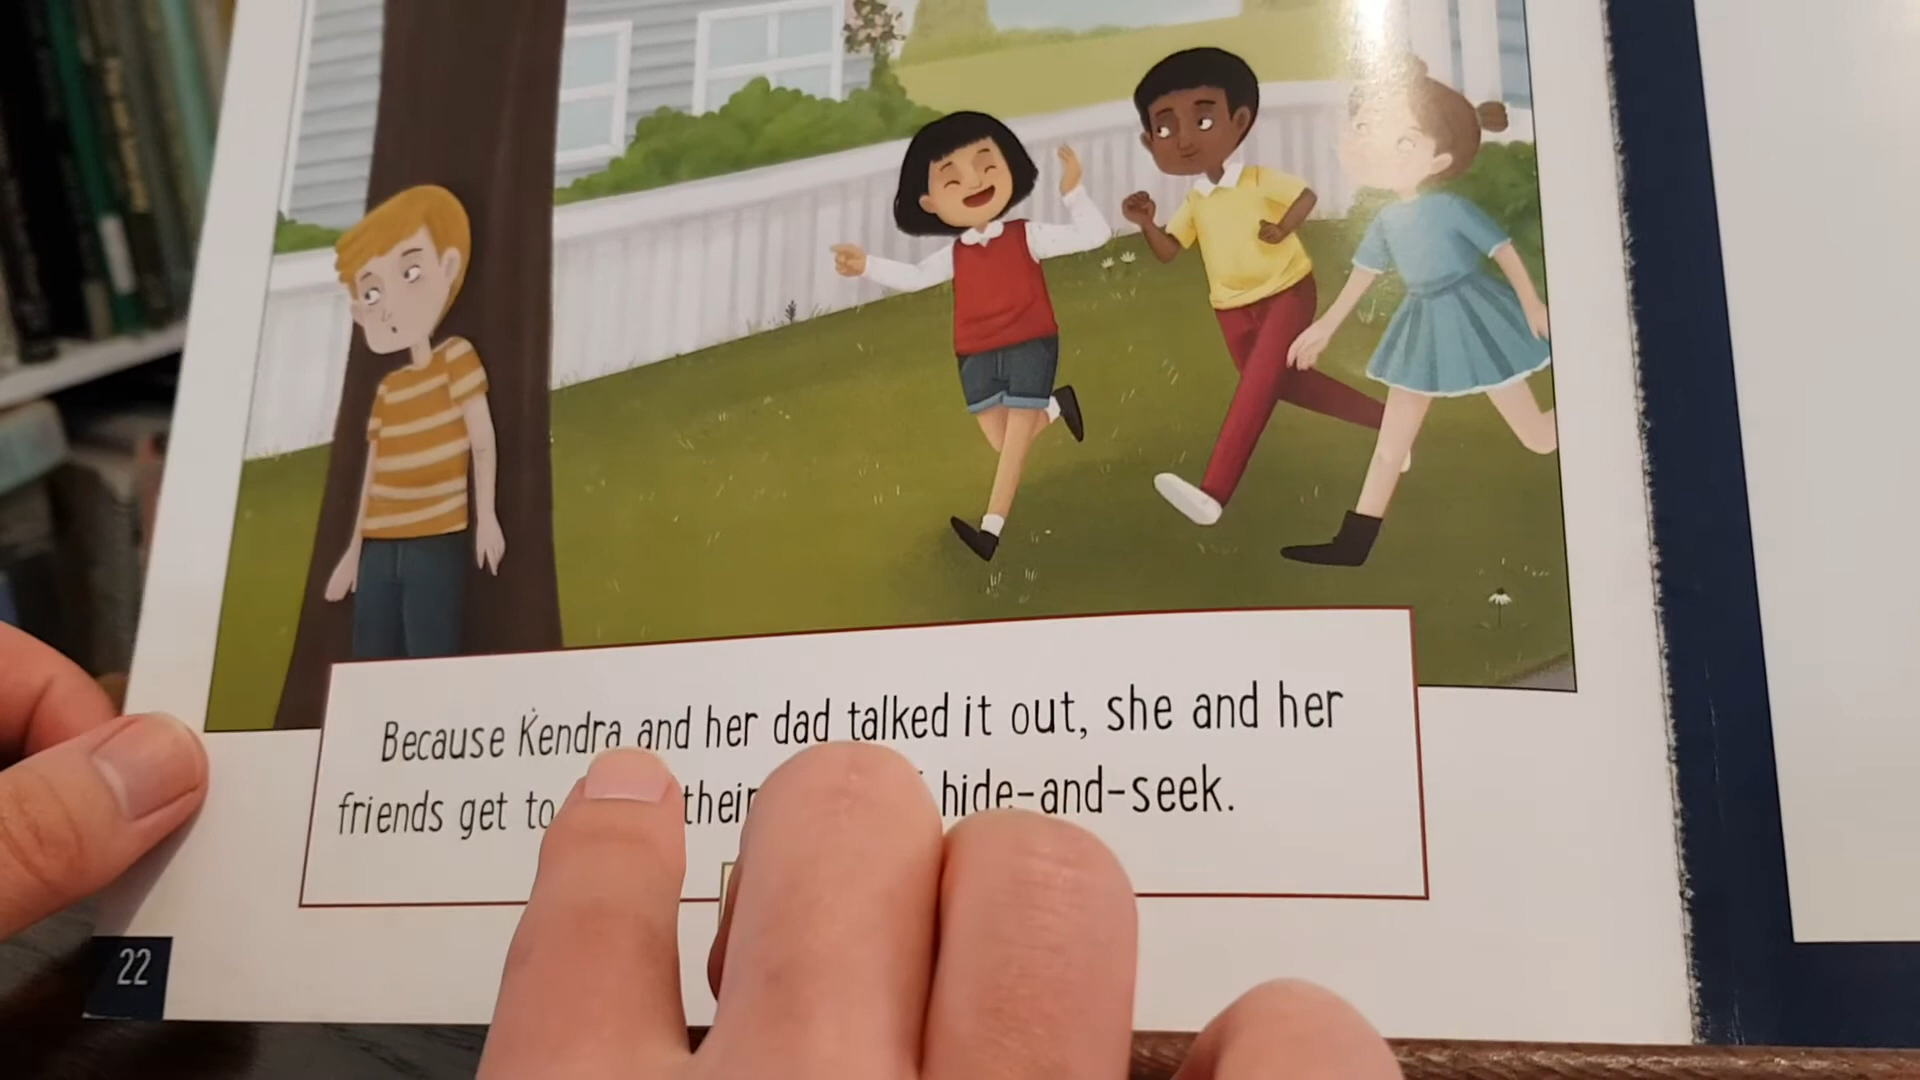 Because Kendra and her dad talked it out, she and her
friends get to their hide-and-seek.
22